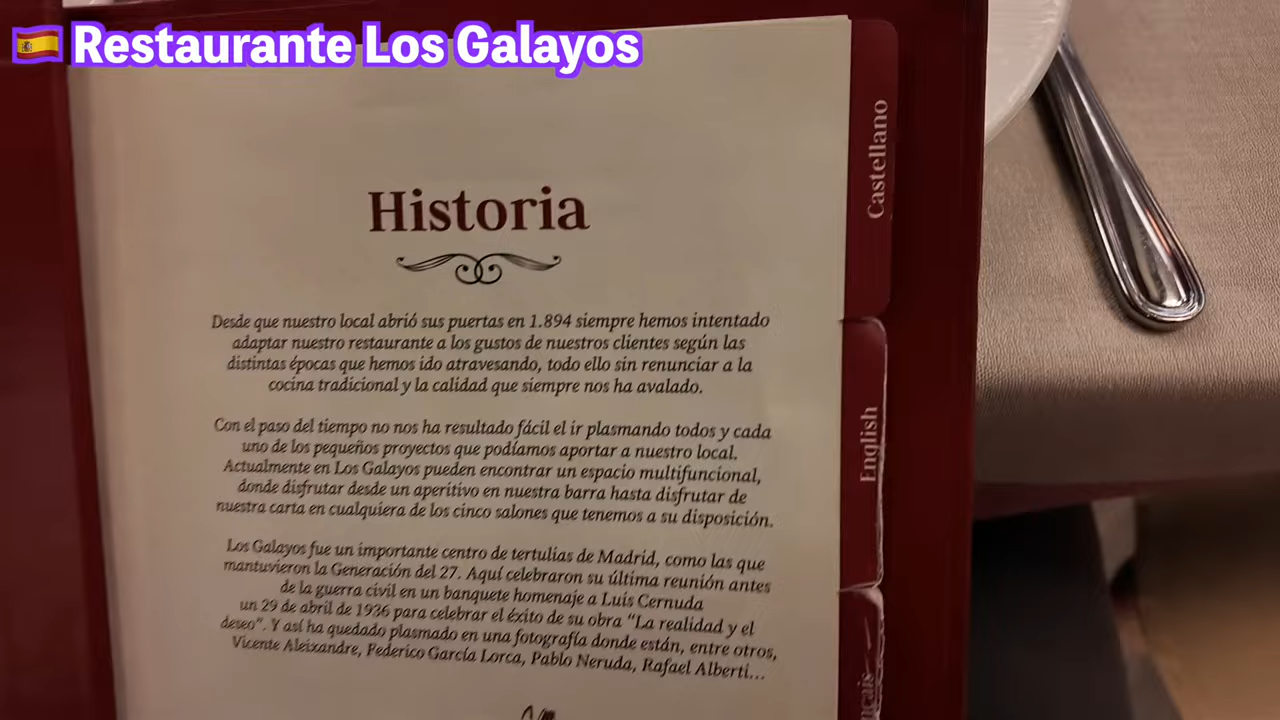 🇪🇸 Restaurante Los Galayos
Historia
Desde que nuestro local abrió sus puertas en 1.894 siempre hemos intentado
adaptar nuestro restaurante a los gustos de nuestros clientes según las
distintas épocas que hemos ido atravesando, todo ello sin renunciar a la
cocina tradicional y la calidad que siempre nos ha avalado.
Con el paso del tiempo no nos ha resultado fácil el ir plasmando todos y cada
uno de los pequeños proyectos que podíamos aportar a nuestro local.
Actualmente en Los Galayos pueden encontrar un espacio multifuncional,
donde disfrutar desde un aperitivo en nuestra barra hasta disfrutar de
nuestra carta en cualquiera de los cinco salones que tenemos a su disposición.
Los Galayos fue un importante centro de tertulias de Madrid, como las que
mantuvieron la Generación del 27. Aquí celebraron su última reunión antes
de la guerra civil en un banquete homenaje a Luis Cernuda
un 29 de abril de 1936 para celebrar el éxito de su obra "La realidad y el
deseo". Y así ha quedado plasmado en una fotografía donde están, entre otros,
Vicente Aleixandre, Federico García Lorca, Pablo Neruda, Rafael Alberti...
Castellano
English